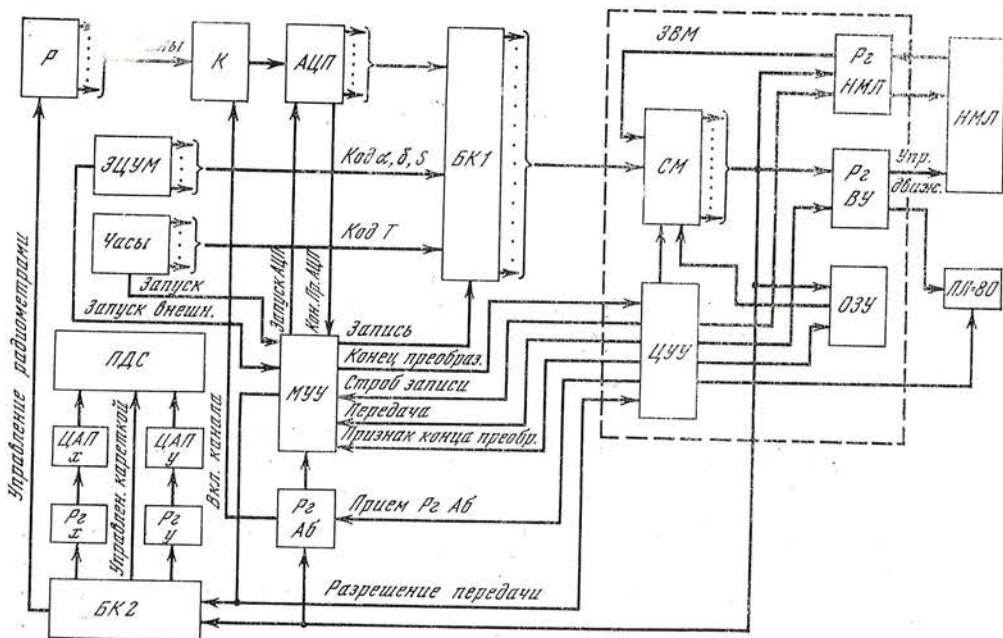 ЭВМ
Р
К
АЦП
БК1
СМ
Рг
НМЛ
НМЛ
ЭЦУМ
Код α, δ, S
Рг
ВУ
Упр.
движ.
Часы
Код Т
Запуск
Запуск внешн.
Запуск АЦП
Кон. Пр. АЦП
ПЛ-80
ОЗУ
ЦУУ
МУУ
Запись
Конец преобраз.
Строб записи
Передача
Признак конца преобр.
ПДС
ЦАП
x
ЦАП
y
Рг
x
Рг
y
Управление радиометрами
Управлен. кареткой
Вкл. канала
Рг
Аб
Прием Рг Аб
Разрешение передачи
БК2